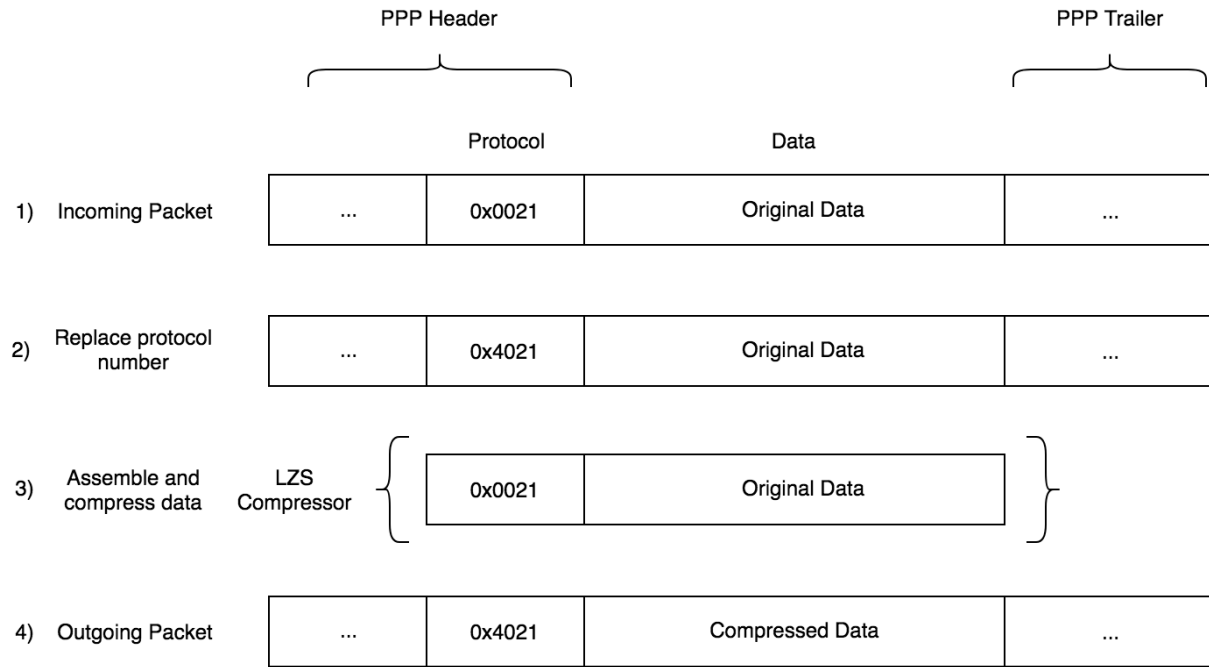 PPP Header
PPP Trailer
Protocol
Data
1) Incoming Packet
...
0x0021
Original Data
...
2) Replace protocol
number
...
0x4021
Original Data
...
3) Assemble and
compress data
LZS
Compressor
0x0021
Original Data
4) Outgoing Packet
...
0x4021
Compressed Data
...